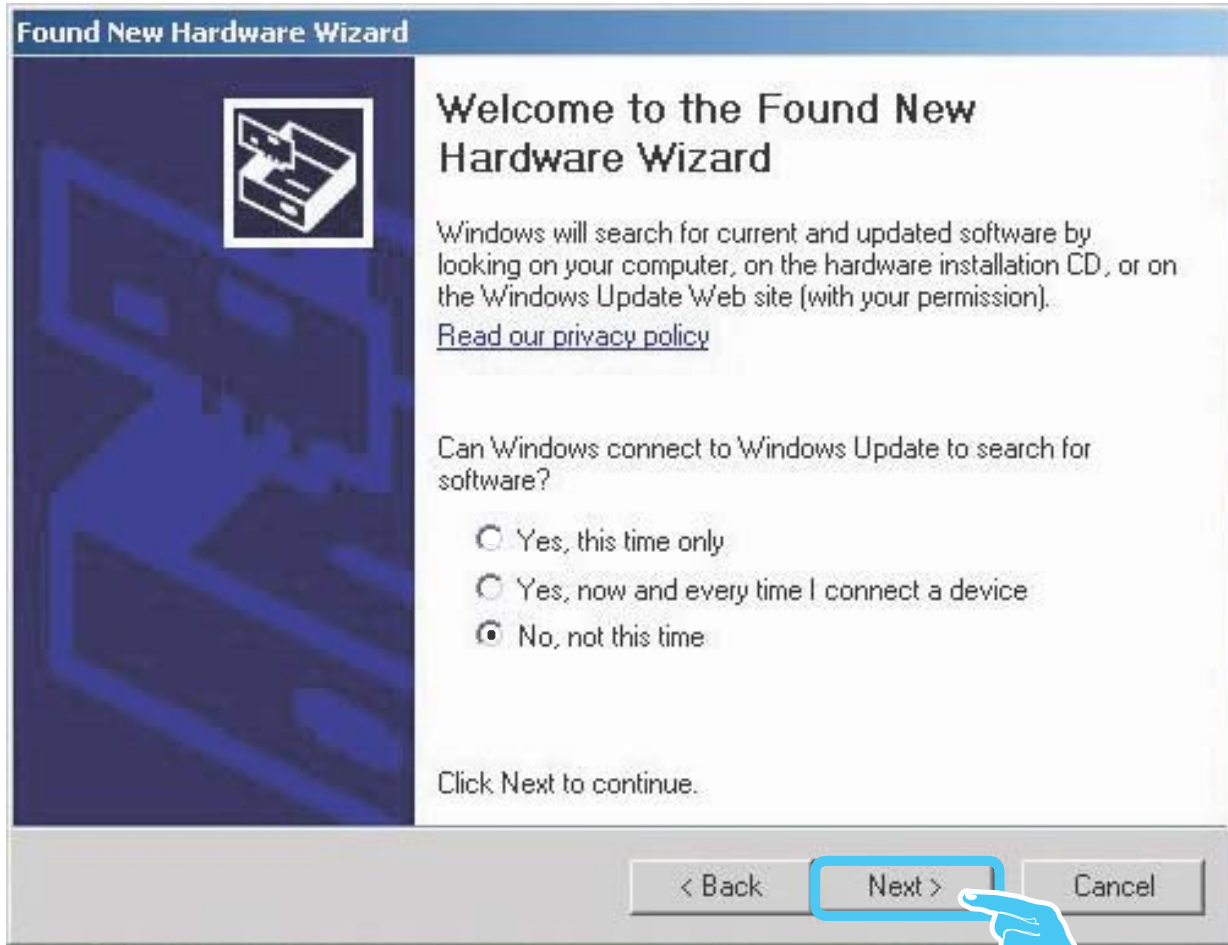 Found New Hardware Wizard
Welcome to the Found New
Hardware Wizard
Windows will search for current and updated software by
looking on your computer, on the hardware installation CD, or on
the Windows Update Web site (with your permission).
Read our privacy policy
Can Windows connect to Windows Update to search for
software?
Yes, this time only
Yes, now and every time I connect a device
No, not this time
Click Next to continue.
< Back
Next >
Cancel